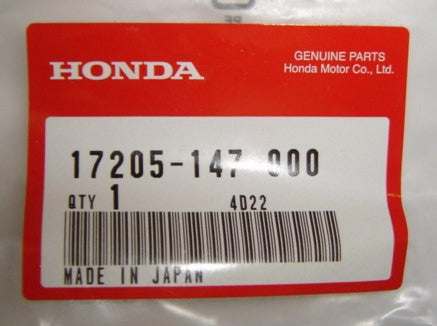 HONDA
GENUINE PARTS
Honda Motor Co., Ltd.
17205-147 000
QTY 1 4D22
MADE IN JAPAN